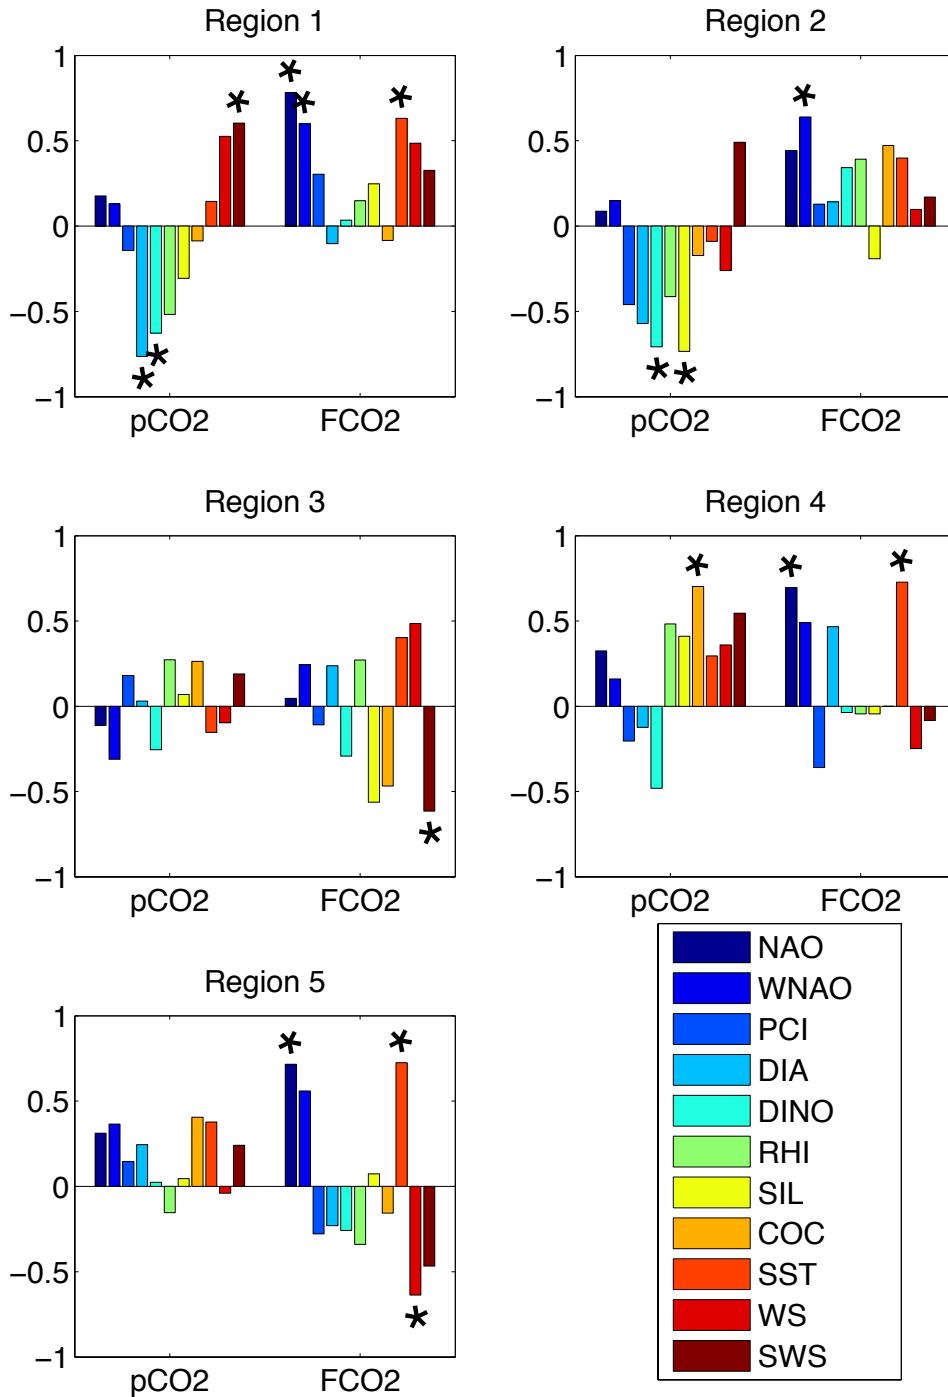 Region 1
1
0.5
0
−0.5
−1
pCO2 FCO2
Region 2
1
0.5
0
−0.5
−1
pCO2 FCO2
Region 3
1
0.5
0
−0.5
−1
pCO2 FCO2
Region 4
1
0.5
0
−0.5
−1
pCO2 FCO2
Region 5
1
0.5
0
−0.5
−1
pCO2 FCO2
NAO
WNAO
PCI
DIA
DINO
RHI
SIL
COC
SST
WS
SWS